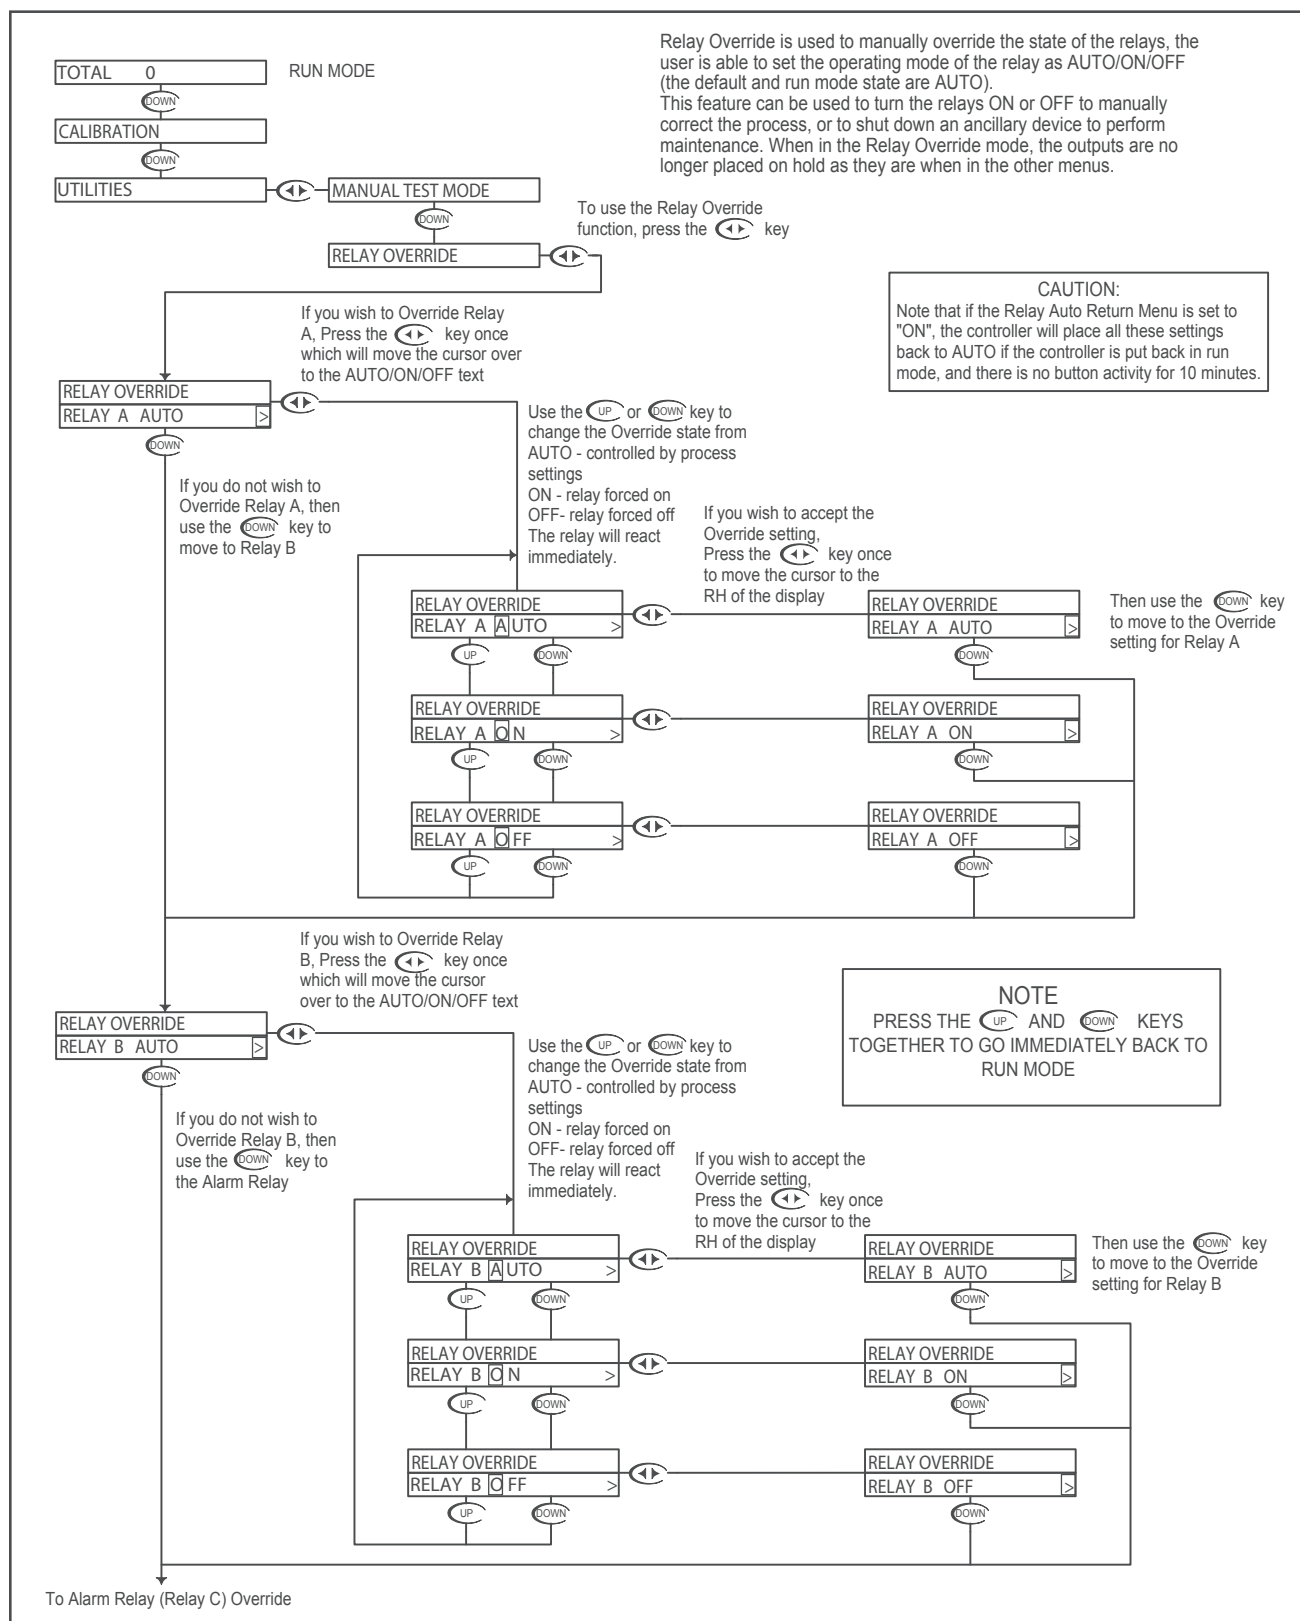 Relay Override is used to manually override the state of the relays, the
user is able to set the operating mode of the relay as AUTO/ON/OFF
(the default and run mode state are AUTO).
This feature can be used to turn the relays ON or OFF to manually
correct the process, or to shut down an ancillary device to perform
maintenance. When in the Relay Override mode, the outputs are no
longer placed on hold as they are when in the other menus.
TOTAL 0
RUN MODE
DOWN
CALIBRATION
DOWN
UTILITIES
MANUAL TEST MODE
DOWN
RELAY OVERRIDE
To use the Relay Override
function, press the key
CAUTION:
Note that if the Relay Auto Return Menu is set to
"ON", the controller will place all these settings
back to AUTO if the controller is put back in run
mode, and there is no button activity for 10 minutes.
If you wish to Override Relay
A, Press the key once
which will move the cursor over
to the AUTO/ON/OFF text
RELAY OVERRIDE
RELAY A AUTO >
DOWN
If you do not wish to
Override Relay A, then
use the DOWN key to
move to Relay B
Use the UP or DOWN key to
change the Override state from
AUTO - controlled by process
settings
ON - relay forced on
OFF- relay forced off
The relay will react
immediately.
If you wish to accept the
Override setting,
Press the key once
to move the cursor to the
RH of the display
RELAY OVERRIDE
RELAY A AUTO >
UP DOWN
RELAY OVERRIDE
RELAY A AUTO >
DOWN
Then use the DOWN key
to move to the Override
setting for Relay A
RELAY OVERRIDE
RELAY A ON >
UP DOWN
RELAY OVERRIDE
RELAY A ON >
DOWN
RELAY OVERRIDE
RELAY A OFF >
UP DOWN
RELAY OVERRIDE
RELAY A OFF >
DOWN
If you wish to Override Relay
B, Press the key once
which will move the cursor
over to the AUTO/ON/OFF text
NOTE
PRESS THE UP AND DOWN KEYS
TOGETHER TO GO IMMEDIATELY BACK TO
RUN MODE
RELAY OVERRIDE
RELAY B AUTO >
DOWN
If you do not wish to
Override Relay B, then
use the DOWN key to
the Alarm Relay
Use the UP or DOWN key to
change the Override state from
AUTO - controlled by process
settings
ON - relay forced on
OFF- relay forced off
The relay will react
immediately.
If you wish to accept the
Override setting,
Press the key once
to move the cursor to the
RH of the display
RELAY OVERRIDE
RELAY B AUTO >
UP DOWN
RELAY OVERRIDE
RELAY B AUTO >
DOWN
Then use the DOWN key
to move to the Override
setting for Relay B
RELAY OVERRIDE
RELAY B ON >
UP DOWN
RELAY OVERRIDE
RELAY B ON >
DOWN
RELAY OVERRIDE
RELAY B OFF >
UP DOWN
RELAY OVERRIDE
RELAY B OFF >
DOWN
To Alarm Relay (Relay C) Override